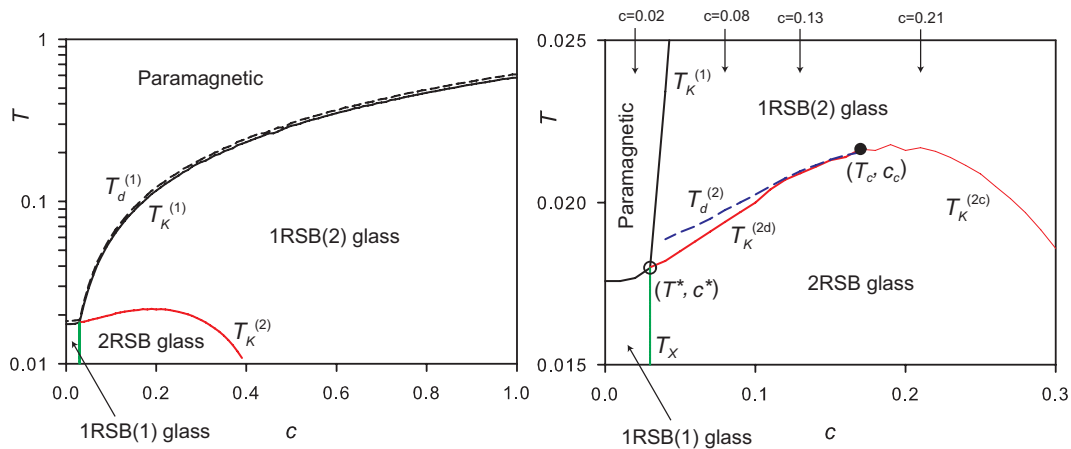 1
0.1
0.01
T
Paramagnetic
T_d^(1)
T_K^(1)
1RSB(2) glass
2RSB glass
T_K^(2)
0.0 0.2 0.4 0.6 0.8 1.0
1RSB(1) glass
c
c=0.02 c=0.08 c=0.13 c=0.21
0.025
0.020
0.015
T
Paramagnetic
T_K^(1)
1RSB(2) glass
T_d^(2)
T_K^(2d)
(T_c, c_c)
T_K^(2c)
(T*, c*)
2RSB glass
T_X
0.0 0.1 0.2 0.3
1RSB(1) glass
c